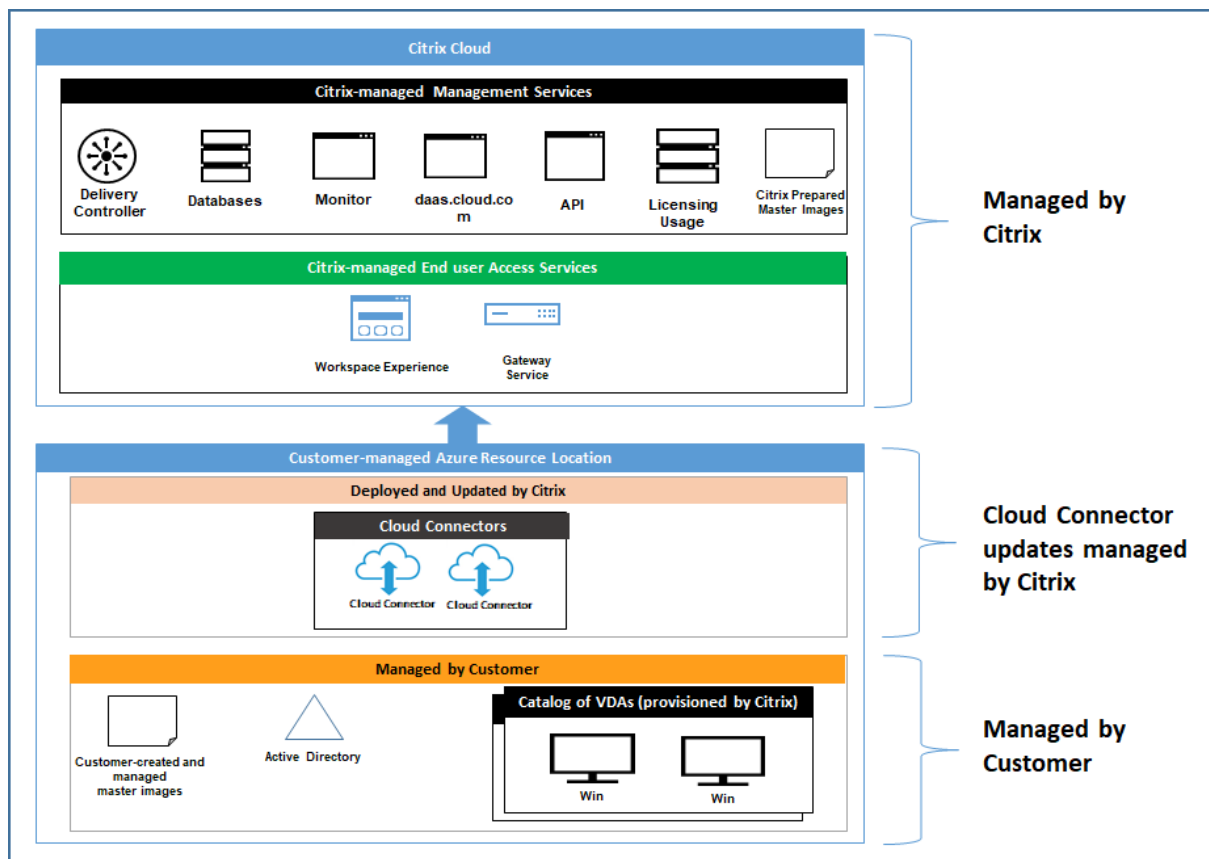 Citrix Cloud
Citrix-managed Management Services
Delivery
Controller
Databases
Monitor
daas.cloud.co
m
API
Licensing
Usage
Citrix Prepared
Master Images
Managed by
Citrix
Citrix-managed End user Access Services
Workspace Experience
Gateway
Service
Customer-managed Azure Resource Location
Deployed and Updated by Citrix
Cloud Connectors
Cloud Connector
Cloud Connector
Cloud Connector
updates managed
by Citrix
Managed by Customer
Customer-created and
managed
master images
Active Directory
Catalog of VDAs (provisioned by Citrix)
Win
Win
Managed by
Customer